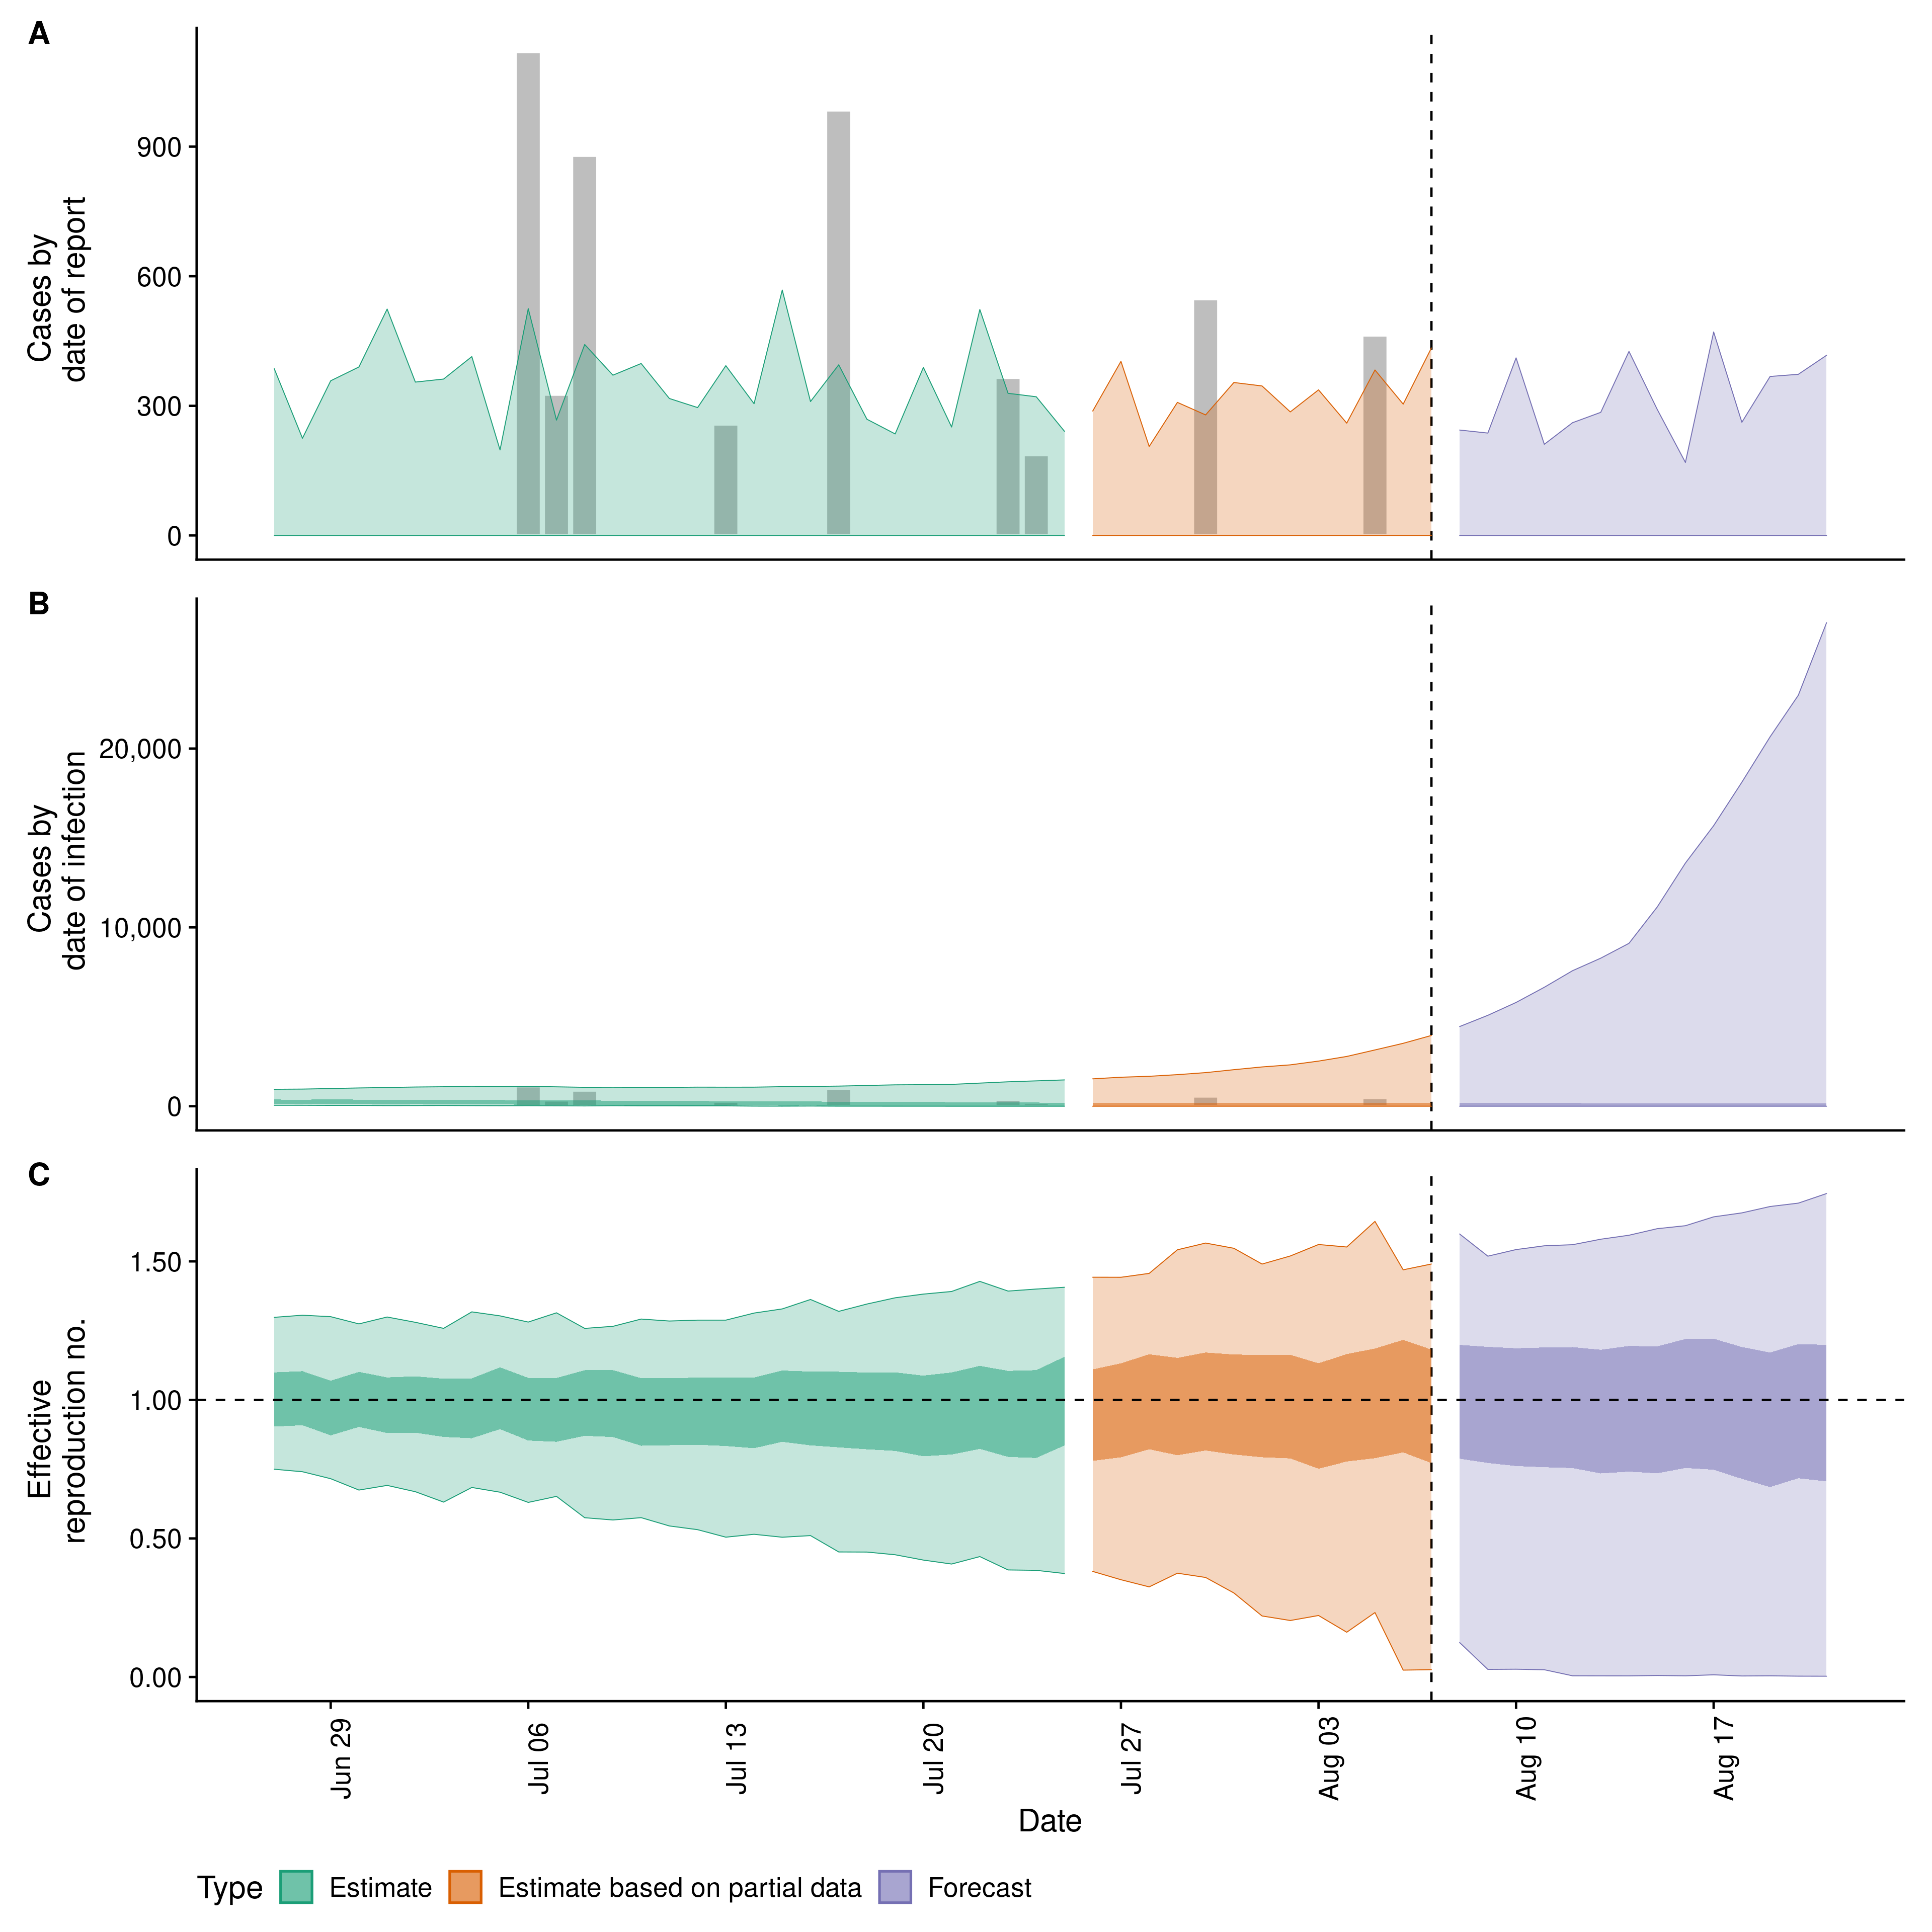 A
Cases by
date of report
900
600
300
0
B
Cases by
date of infection
20,000
10,000
0
C
Effective
reproduction no.
1.50
1.00
0.50
0.00
Jun 29
Jul 06
Jul 13
Jul 20
Jul 27
Aug 03
Aug 10
Aug 17
Date
Type Estimate Estimate based on partial data Forecast